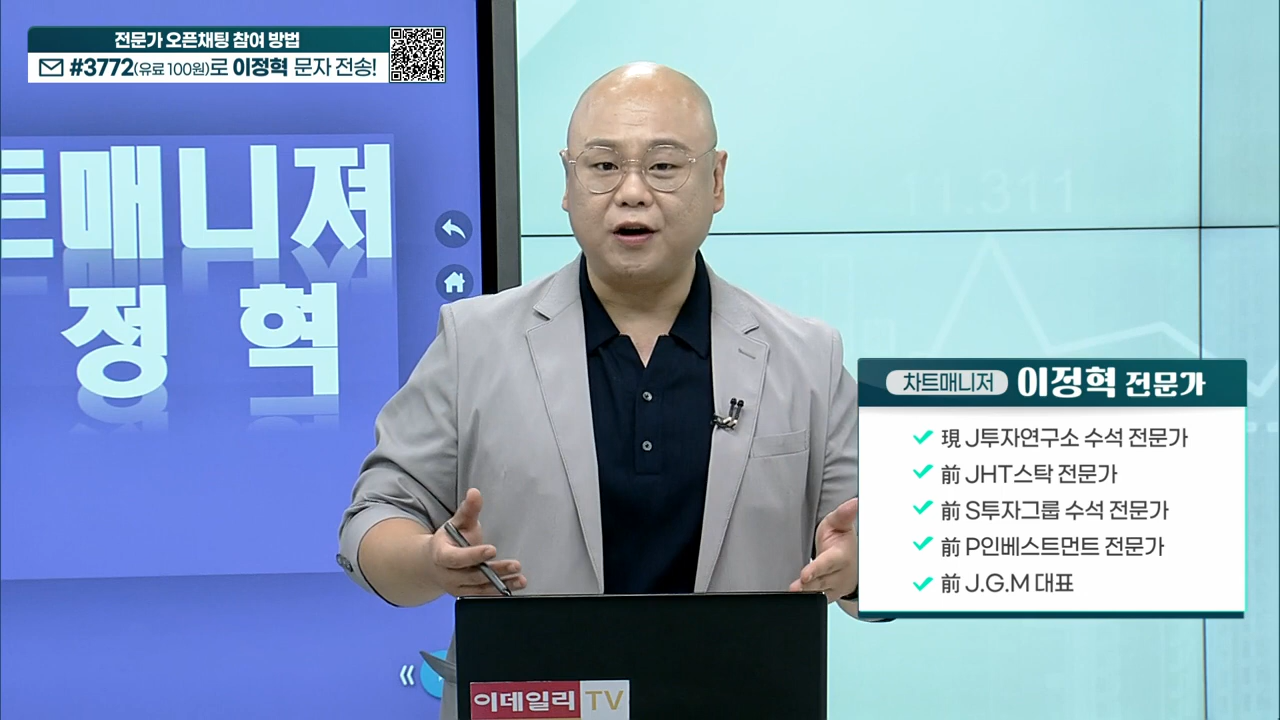 전문가 오픈채팅 참여 방법
#3772(유료 100원)로 이정혁 문자 전송!
트매니져
정 혁
11,311
차트매니저 이정혁 전문가
現 J투자연구소 수석 전문가
前 JHT스탁 전문가
前 S투자그룹 수석 전문가
前 P인베스트먼트 전문가
前 J.G.M 대표
이데일리 TV